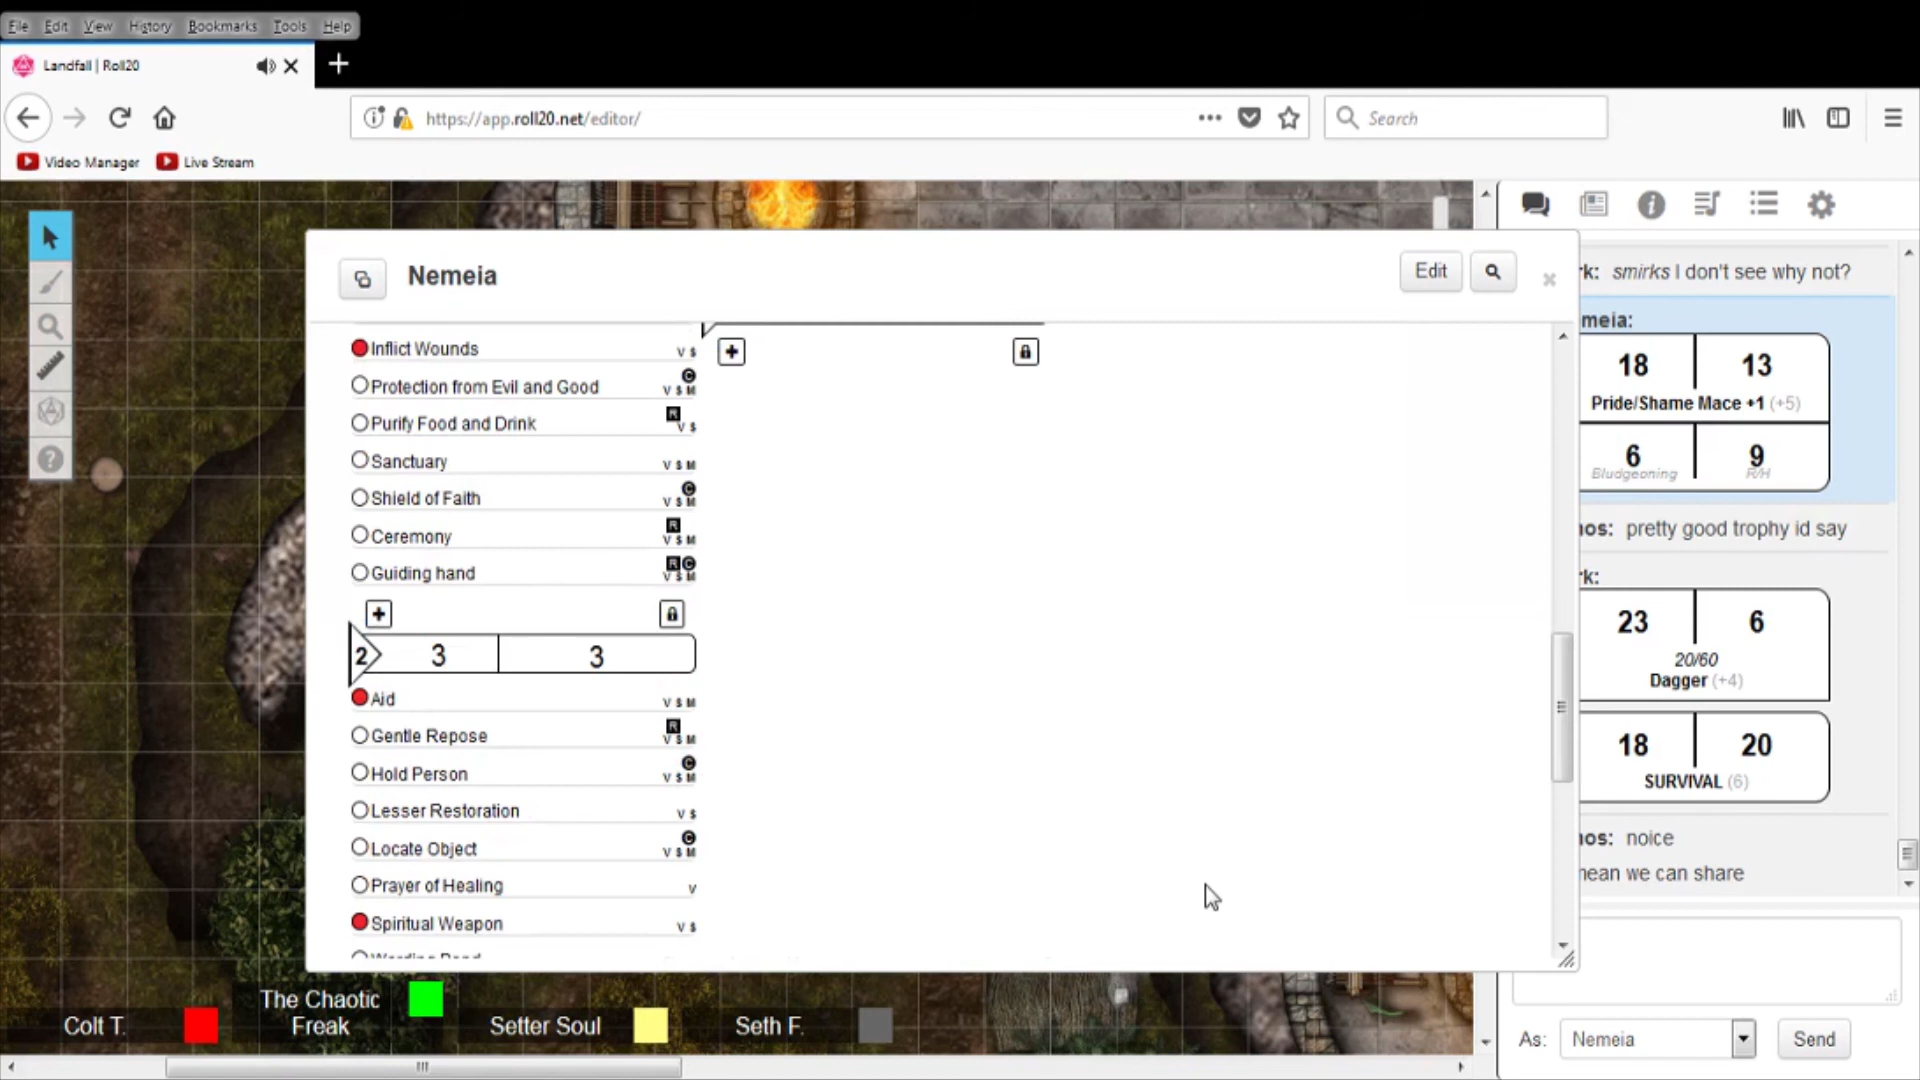 File Edit View History Bookmarks Tools Help
Landfall | Roll20
https://app.roll20.net/editor/
Search
Video Manager Live Stream
Nemeia
Edit
Inflict Wounds V S
Protection from Evil and Good C V S M
Purify Food and Drink R V S
Sanctuary V S M
Shield of Faith C V S M
Ceremony R V S M
Guiding hand R C V S M
2 3 3
Aid V S M
Gentle Repose R V S M
Hold Person C V S M
Lesser Restoration V S
Locate Object C V S M
Prayer of Healing V
Spiritual Weapon V S
rk: smirks I don't see why not?
meia:
18 13
Pride/Shame Mace +1 (+5)
6 9
Bludgeoning R/H
nos: pretty good trophy id say
rk:
23 6
20/60
Dagger (+4)
18 20
SURVIVAL (6)
nos: noice
mean we can share
As: Nemeia Send
Colt T.
The Chaotic
Freak
Setter Soul
Seth F.